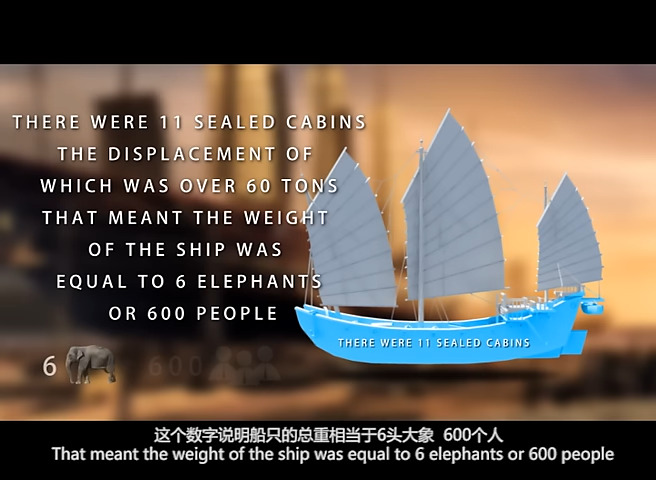 THERE WERE 11 SEALED CABINS
THE DISPLACEMENT OF
WHICH WAS OVER 60 TONS
THAT MEANT THE WEIGHT
OF THE SHIP WAS
EQUAL TO 6 ELEPHANTS
OR 600 PEOPLE
THERE WERE 11 SEALED CABINS
6
600
这个数字说明船只的总重相当于6头大象 600个人
That meant the weight of the ship was equal to 6 elephants or 600 people